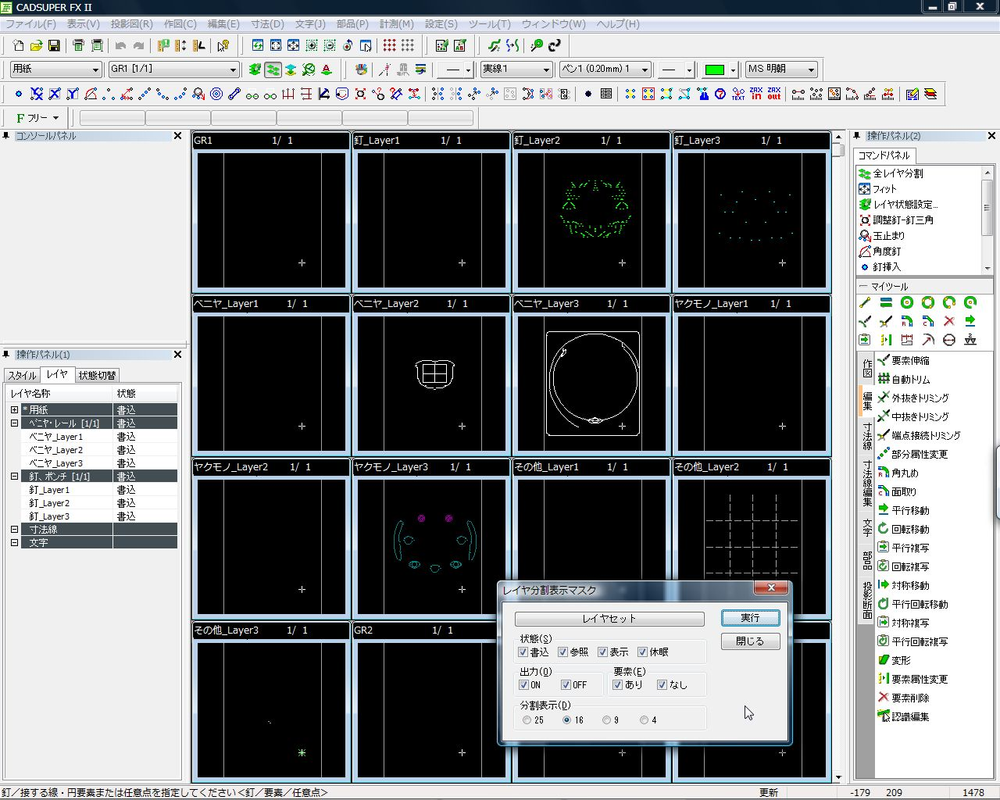 CADSUPER FX II
ファイル(F) 表示(V) 投影図(R) 作図(C) 編集(E) 寸法(D) 文字(J) 部品(P) 計測(M) 設定(S) ツール(T) ウィンドウ(W) ヘルプ(H)
用紙 GR1 [1/1] 実線1 ペン1 (0.20mm) 1 MS 明朝
TEXT ZAX in ZAX out
F フリー
コンソールパネル
操作パネル(1)
スタイル レイヤ 状態切替
レイヤ名称 状態
*用紙 書込
ベニヤ・レール [1/1] 書込
ベニヤ_Layer1 書込
ベニヤ_Layer2 書込
ベニヤ_Layer3 書込
釘、ポンチ [1/1] 書込
釘_Layer1 書込
釘_Layer2 書込
釘_Layer3 書込
寸法線
文字
GR1 1/ 1
釘_Layer1 1/ 1
釘_Layer2 1/ 1
釘_Layer3 1/ 1
ベニヤ_Layer1 1/ 1
ベニヤ_Layer2 1/ 1
ベニヤ_Layer3 1/ 1
ヤクモノ_Layer1 1/ 1
ヤクモノ_Layer2 1/ 1
ヤクモノ_Layer3 1/ 1
その他_Layer1 1/ 1
その他_Layer2 1/ 1
その他_Layer3 1/ 1
GR2 1/ 1
レイヤ分割表示マスク
レイヤセット 実行
閉じる
状態(S)
書込 参照 表示 休眠
出力(O) 要素(E)
ON OFF あり なし
分割表示(D)
25 16 9 4
操作パネル(2)
コマンドパネル
全レイヤ分割
フィット
レイヤ状態設定...
調整釘-釘三角
玉止まり
角度釘
釘挿入
マイツール
作図
編集
寸法線
寸法線編集
文字
部品
投影断面
要素伸縮
自動トリム
外抜きトリミング
中抜きトリミング
端点接続トリミング
部分属性変更
角丸め
面取り
平行移動
回転移動
平行複写
回転複写
対称移動
平行回転移動
対称複写
平行回転複写
変形
要素属性変更
要素削除
認識編集
釘／接する線・円要素または任意点を指定してください<釘／要素／任意点> 更新 -179 209 1478